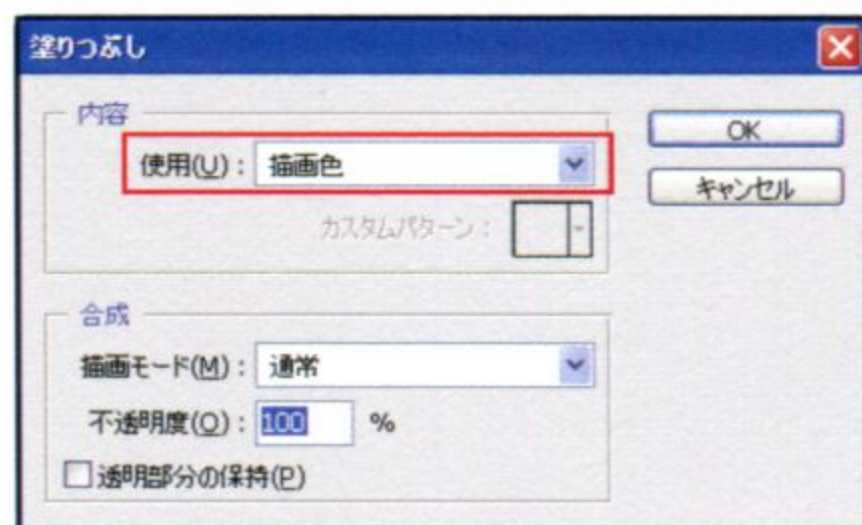 塗りつぶし
内容
使用(U): 描画色
カスタムパターン:
OK
キャンセル
合成
描画モード(M): 通常
不透明度(O): 100 %
透明部分の保持(P)